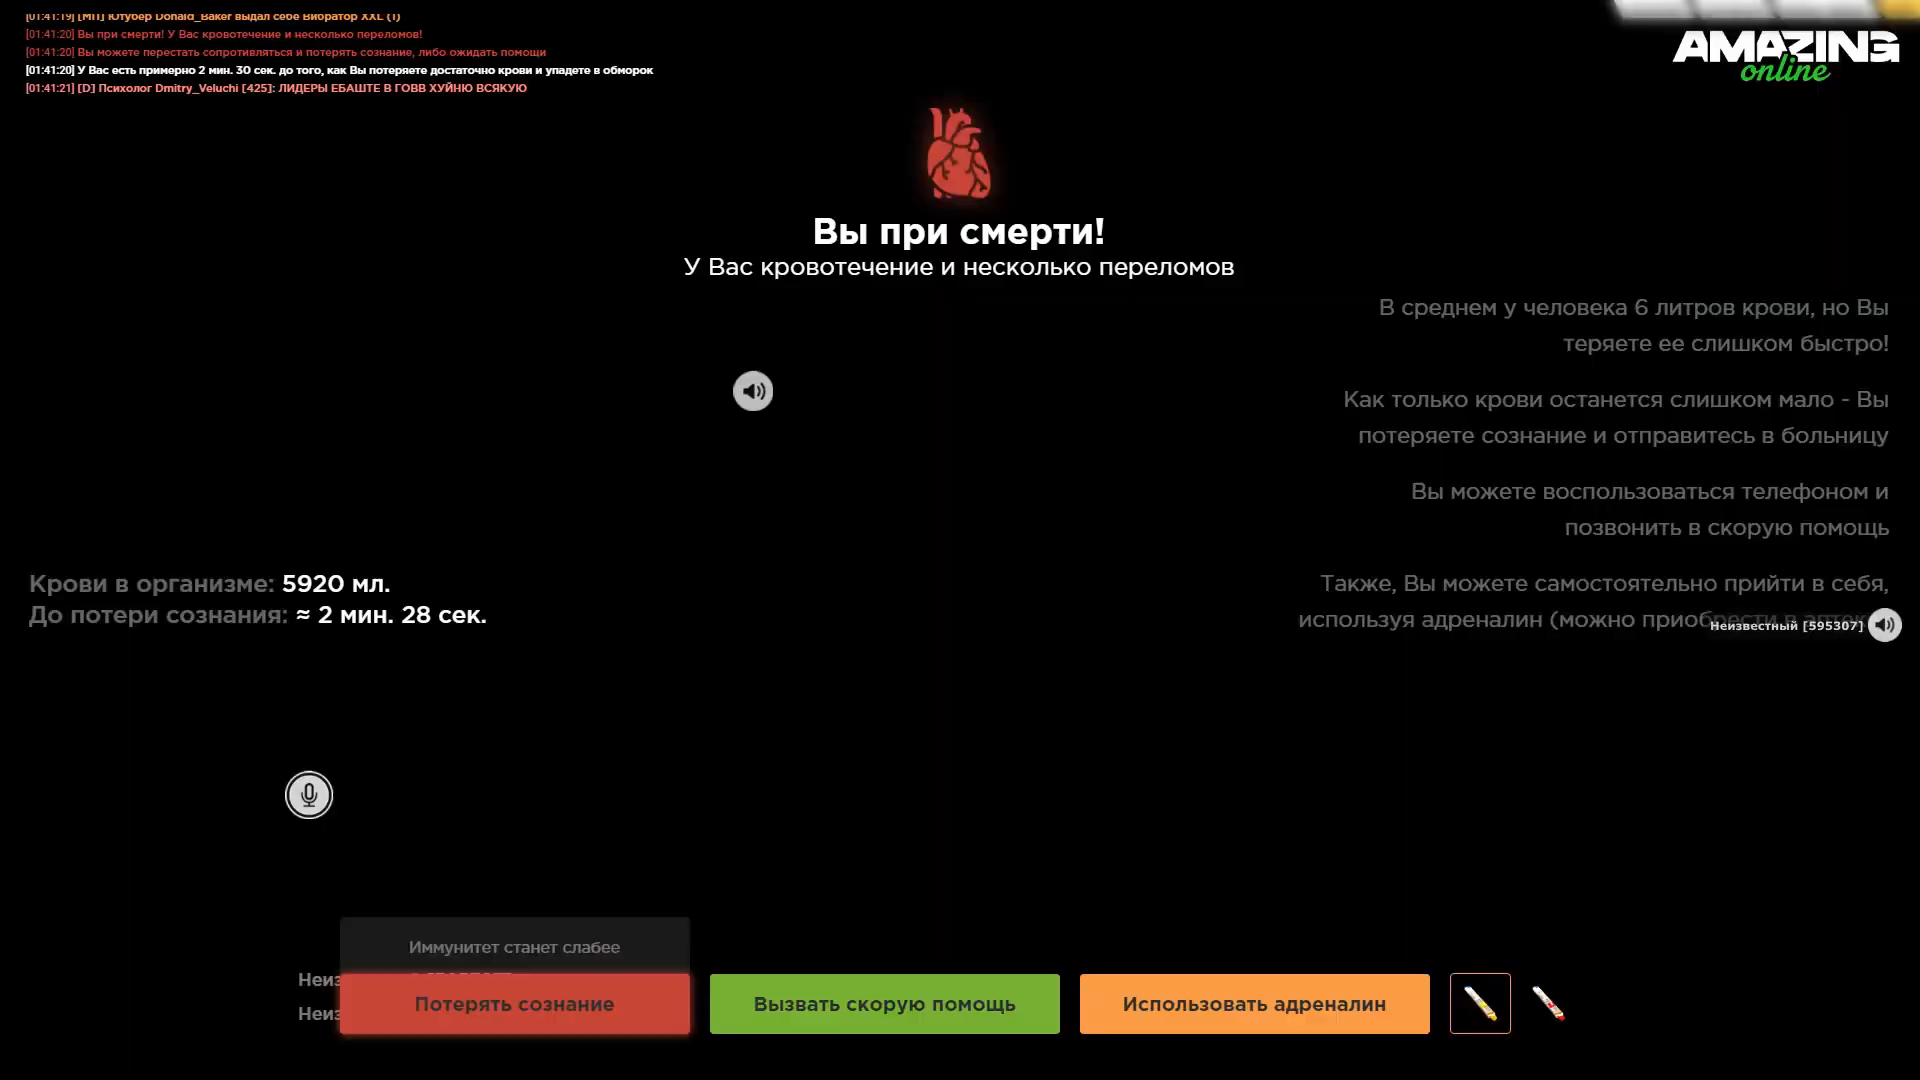 [01:41:19] [МП] Ютубер Donald_Baker выдал себе Вибратор XXL (1)
[01:41:20] Вы при смерти! У Вас кровотечение и несколько переломов!
[01:41:20] Вы можете перестать сопротивляться и потерять сознание, либо ожидать помощи
[01:41:20] У Вас есть примерно 2 мин. 30 сек. до того, как Вы потеряете достаточно крови и упадете в обморок
[01:41:21] [D] Психолог Dmitry_Veluchi [425]: ЛИДЕРЫ ЕБАШТЕ В ГОВВ ХУЙНЮ ВСЯКУЮ
AMAZING
online
Вы при смерти!
У Вас кровотечение и несколько переломов
В среднем у человека 6 литров крови, но Вы
теряете ее слишком быстро!
Как только крови останется слишком мало - Вы
потеряете сознание и отправитесь в больницу
Вы можете воспользоваться телефоном и
позвонить в скорую помощь
Также, Вы можете самостоятельно прийти в себя,
используя адреналин (можно приобрести в
Неизвестный [595307]
Крови в организме: 5920 мл.
До потери сознания: ≈ 2 мин. 28 сек.
Иммунитет станет слабее
Неиз
Неиз
Потерять сознание
Вызвать скорую помощь
Использовать адреналин